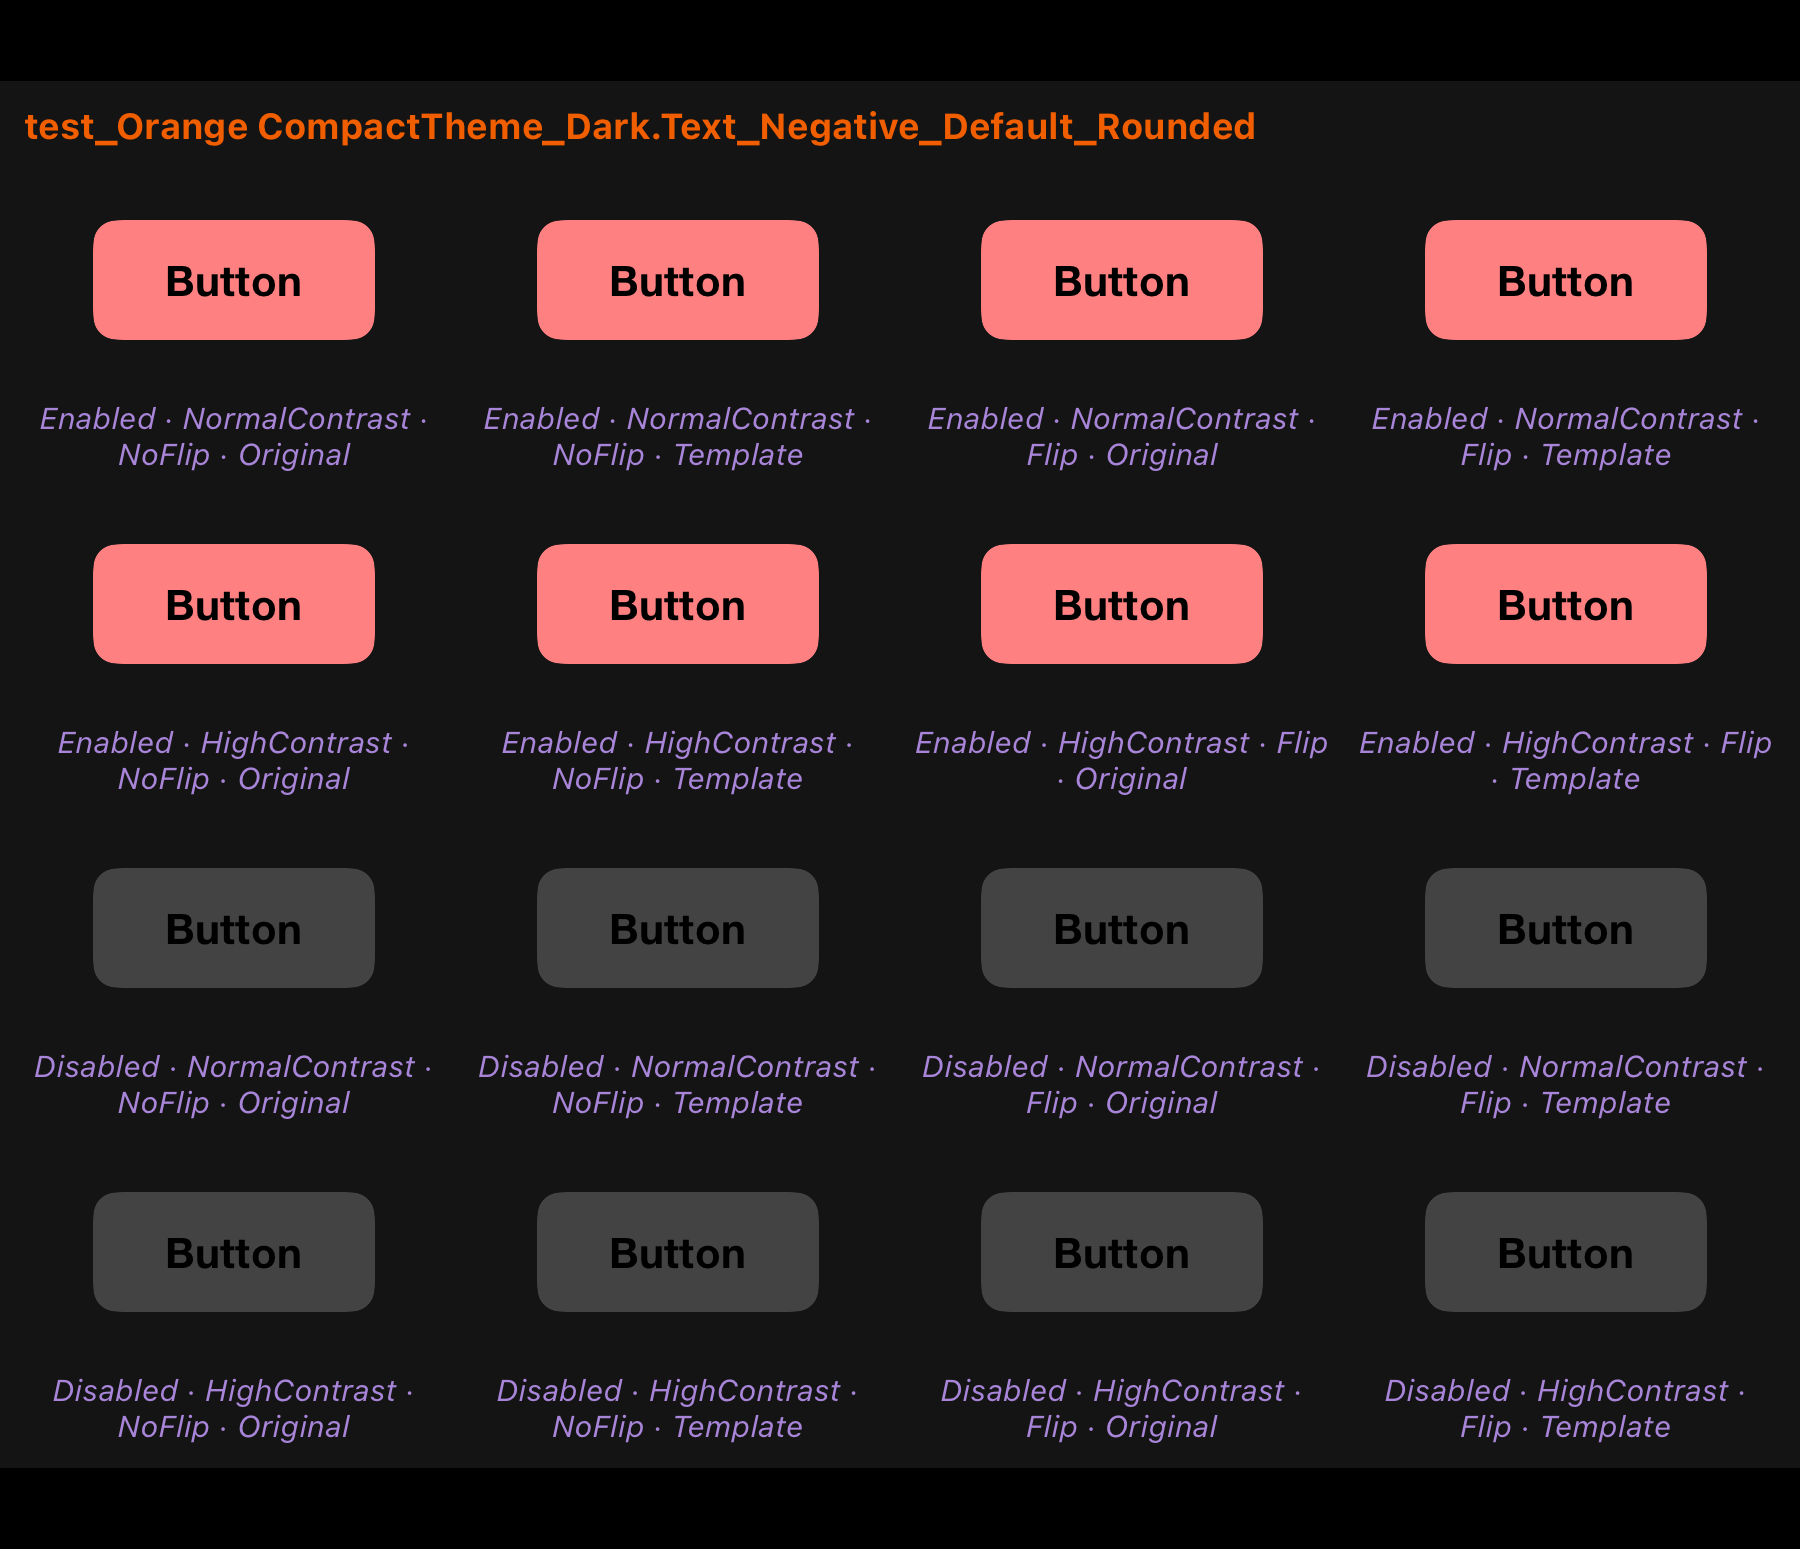 test_Orange CompactTheme_Dark.Text_Negative_Default_Rounded
Button
Button
Button
Button
Enabled · NormalContrast ·
NoFlip · Original
Enabled · NormalContrast ·
NoFlip · Template
Enabled · NormalContrast ·
Flip · Original
Enabled · NormalContrast ·
Flip · Template
Button
Button
Button
Button
Enabled · HighContrast ·
NoFlip · Original
Enabled · HighContrast ·
NoFlip · Template
Enabled · HighContrast · Flip
· Original
Enabled · HighContrast · Flip
· Template
Button
Button
Button
Button
Disabled · NormalContrast ·
NoFlip · Original
Disabled · NormalContrast ·
NoFlip · Template
Disabled · NormalContrast ·
Flip · Original
Disabled · NormalContrast ·
Flip · Template
Button
Button
Button
Button
Disabled · HighContrast ·
NoFlip · Original
Disabled · HighContrast ·
NoFlip · Template
Disabled · HighContrast ·
Flip · Original
Disabled · HighContrast ·
Flip · Template